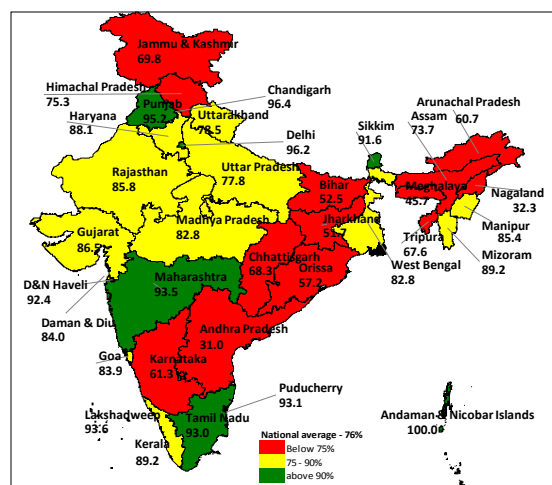 Jammu & Kashmir
69.8
Himachal Pradesh
75.3
Chandigarh
96.4
Punjab
95.2
Haryana
88.1
Uttarakhand
78.5
Delhi
96.2
Sikkim
91.6
Arunachal Pradesh
60.7
Assam
73.7
Rajasthan
85.8
Uttar Pradesh
77.8
Bihar
52.5
Meghalaya
45.7
Nagaland
32.3
Manipur
85.4
Mizoram
89.2
Tripura
67.6
Gujarat
86.5
Madhya Pradesh
82.8
Jharkhand
West Bengal
82.8
Chhattisgarh
68.3
Orissa
57.2
D&N Haveli
92.4
Maharashtra
93.5
Daman & Diu
84.0
Andhra Pradesh
31.0
Goa
83.9
Karnataka
61.3
Puducherry
93.1
Lakshadweep
93.6
Tamil Nadu
93.0
Kerala
89.2
Andaman & Nicobar Islands
100.0
National average - 76%
Below 75%
75 - 90%
above 90%